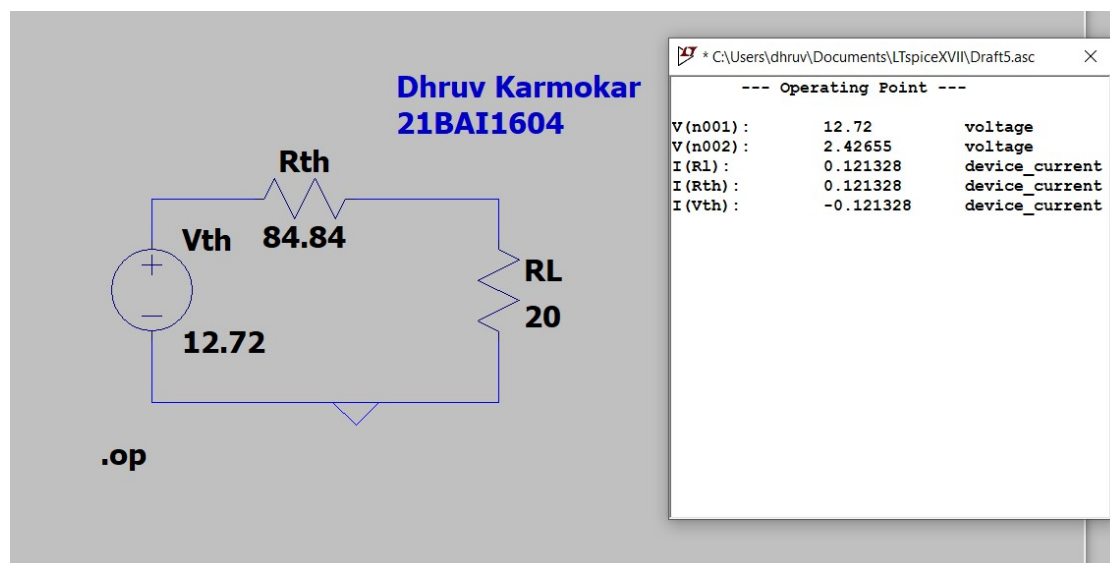 Dhruv Karmokar
21BAI1604
Rth
84.84
Vth
12.72
RL
20
.op
* C:\Users\dhruv\Documents\LTspiceXVII\Draft5.asc
--- Operating Point ---
V(n001): 12.72 voltage
V(n002): 2.42655 voltage
I(Rl): 0.121328 device_current
I(Rth): 0.121328 device_current
I(Vth): -0.121328 device_current